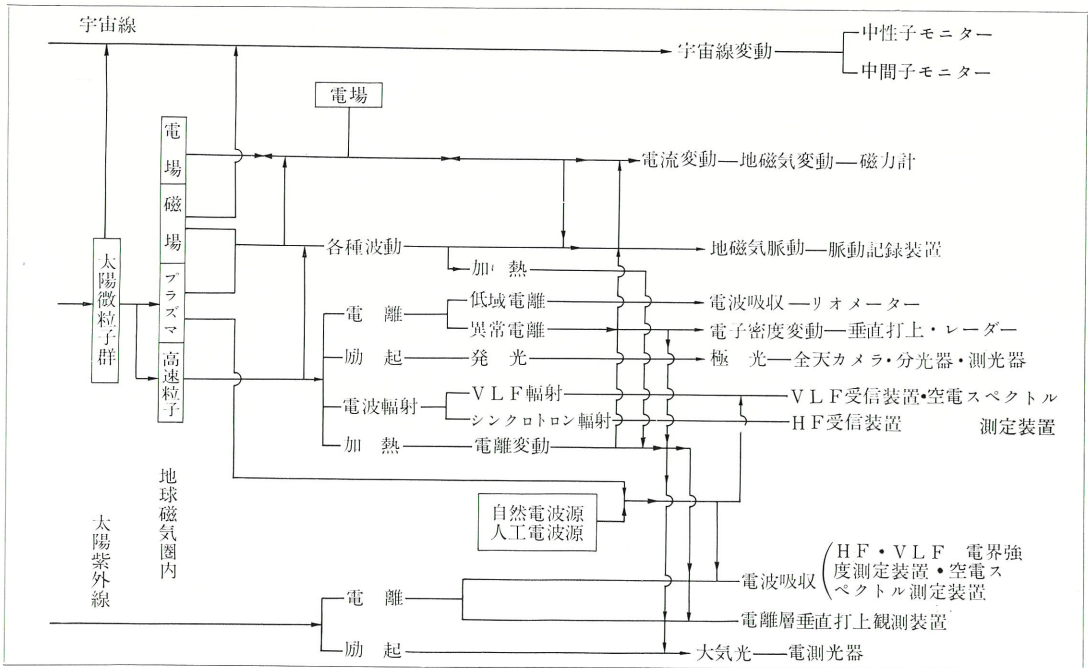 宇宙線
宇宙線変動
中性子モニター
中間子モニター
電場
電場
磁場
プラズマ
高速粒子
太陽微粒子群
電流変動—地磁気変動—磁力計
各種波動
地磁気脈動—脈動記録装置
加熱
電離
低域電離
電波吸収—リオメーター
異常電離
電子密度変動—垂直打上・レーダー
励起
発光
極光—全天カメラ・分光器・測光器
電波輻射
VLF輻射
VLF受信装置・空電スペクトル
測定装置
シンクロトロン輻射
HF受信装置
加熱
電離変動
地球磁気圏内
自然電波源
人工電波源
太陽紫外線
電離
電波吸収
HF・VLF 電界強
度測定装置・空電ス
ペクトル測定装置
電離層垂直打上観測装置
励起
大気光—電測光器